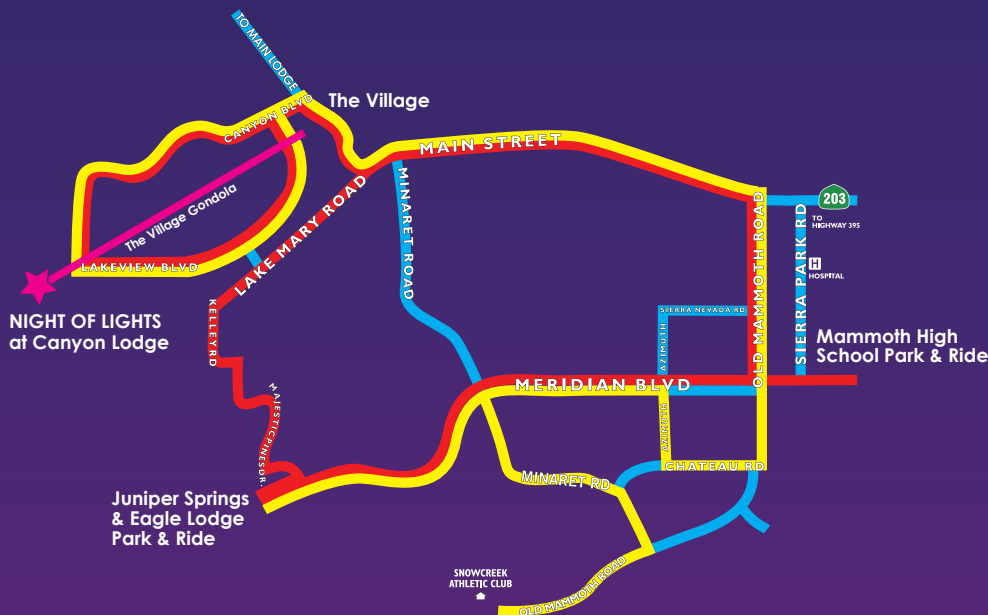 TO MAIN LODGE
The Village
CANYON BLVD
MAIN STREET
The Village Gondola
MINARET ROAD
LAKE MARY ROAD
LAKEVIEW BLVD
OLD MAMMOTH ROAD
SIERRA PARK RD
203
TO
HIGHWAY 395
H
HOSPITAL
NIGHT OF LIGHTS
at Canyon Lodge
KELLEY RD
SIERRA NEVADA RD
AZIMUTH
Mammoth High
School Park & Ride
MERIDIAN BLVD
MAJESTIC PINES DR.
AZIMUTH
CHATEAU RD
MINARET RD
Juniper Springs
& Eagle Lodge
Park & Ride
SNOWCREEK
ATHLETIC CLUB
OLD MAMMOTH ROAD